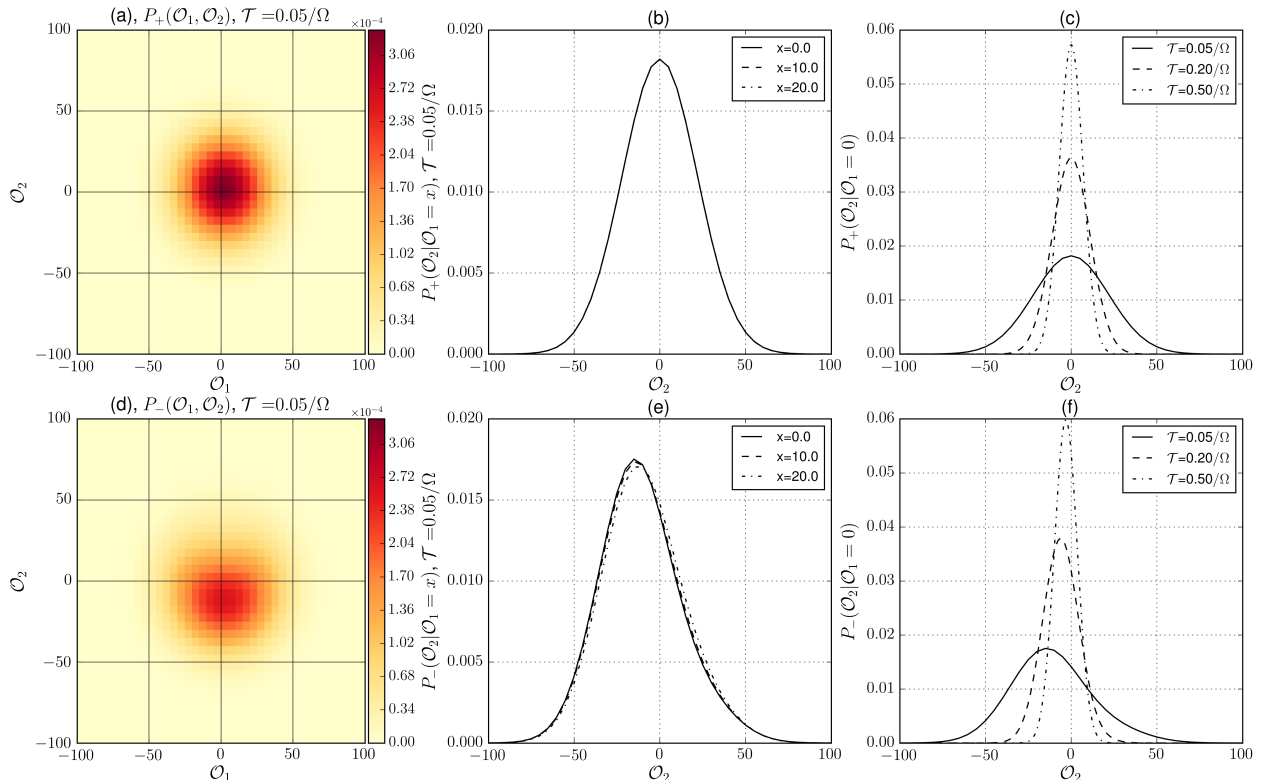 (a), P₊(𝒪₁, 𝒪₂), 𝒯 =0.05/Ω
×10⁻⁴
100
50
0
−50
−100
𝒪₂
−100 −50 0 50 100
𝒪₁
3.06
2.72
2.38
2.04
1.70
1.36
1.02
0.68
0.34
0.00
(b)
P₊(𝒪₂|𝒪₁ = x), 𝒯 =0.05/Ω
0.020
0.015
0.010
0.005
0.000
x=0.0
x=10.0
x=20.0
−100 −50 0 50 100
𝒪₂
(c)
P₊(𝒪₂|𝒪₁ = 0)
0.06
0.05
0.04
0.03
0.02
0.01
0.00
𝒯=0.05/Ω
𝒯=0.20/Ω
𝒯=0.50/Ω
−100 −50 0 50 100
𝒪₂
(d), P₋(𝒪₁, 𝒪₂), 𝒯 =0.05/Ω
×10⁻⁴
100
50
0
−50
−100
𝒪₂
−100 −50 0 50 100
𝒪₁
3.06
2.72
2.38
2.04
1.70
1.36
1.02
0.68
0.34
0.00
(e)
P₋(𝒪₂|𝒪₁ = x), 𝒯 =0.05/Ω
0.020
0.015
0.010
0.005
0.000
x=0.0
x=10.0
x=20.0
−100 −50 0 50 100
𝒪₂
(f)
P₋(𝒪₂|𝒪₁ = 0)
0.06
0.05
0.04
0.03
0.02
0.01
0.00
𝒯=0.05/Ω
𝒯=0.20/Ω
𝒯=0.50/Ω
−100 −50 0 50 100
𝒪₂